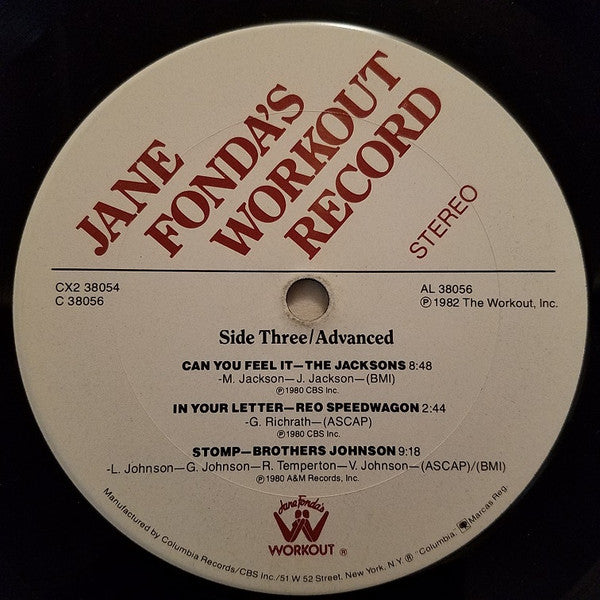 JANE
FONDA'S
WORKOUT
RECORD
STEREO
CX2 38054
C 38056
AL 38056
℗ 1982 The Workout, Inc.
Side Three/Advanced
CAN YOU FEEL IT—THE JACKSONS 8:48
-M. Jackson—J. Jackson—(BMI)
℗ 1980 CBS Inc.
IN YOUR LETTER—REO SPEEDWAGON 2:44
-G. Richrath—(ASCAP)
℗ 1980 CBS Inc.
STOMP—BROTHERS JOHNSON 9:18
-L. Johnson—G. Johnson—R. Temperton—V. Johnson—(ASCAP)/(BMI)
℗ 1980 A&M Records, Inc.
Jane Fonda's
WORKOUT ®
Manufactured by Columbia Records/CBS Inc./51 W 52 Street, New York, N.Y. ® "Columbia," Marcas Reg.